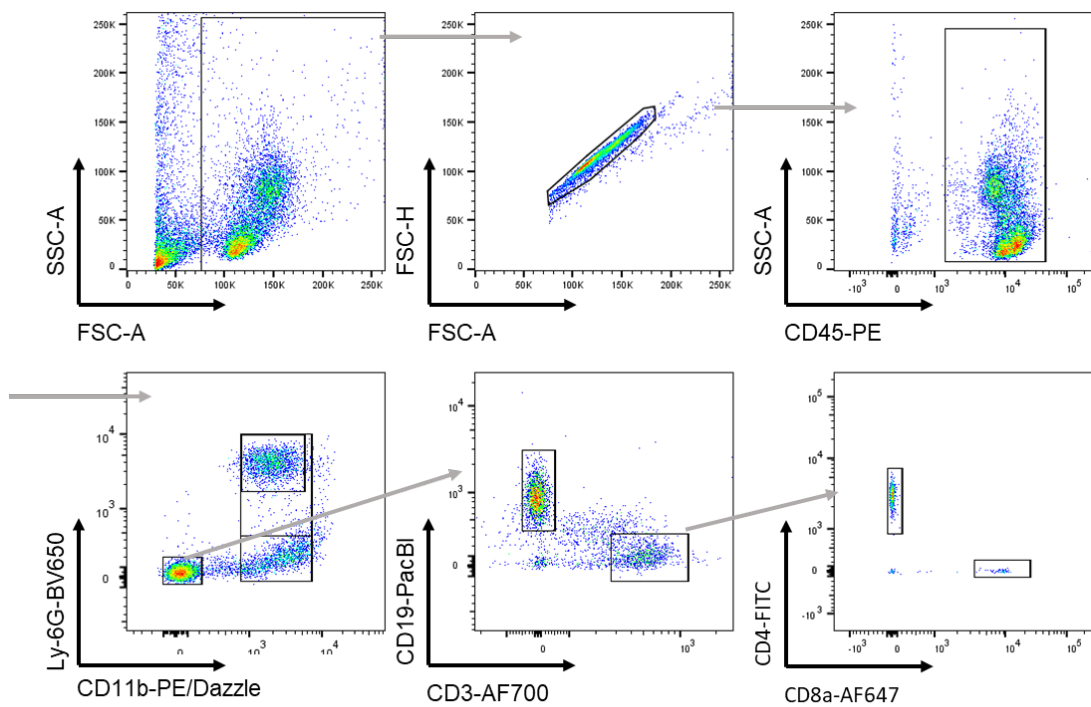 250K
200K
150K
100K
50K
0
0 50K 100K 150K 200K 250K
SSC-A
FSC-A
250K
200K
150K
100K
50K
0
0 50K 100K 150K 200K 250K
FSC-H
FSC-A
250K
200K
150K
100K
50K
0
-10³ 0 10³ 10⁴ 10⁵
SSC-A
CD45-PE
10⁴
10³
0
0 10³ 10⁴
Ly-6G-BV650
CD11b-PE/Dazzle
10⁴
10³
0
0 10³
CD19-PacBl
CD3-AF700
10⁵
10⁴
10³
0
-10³
-10³ 0 10³ 10⁴ 10⁵
CD4-FITC
CD8a-AF647